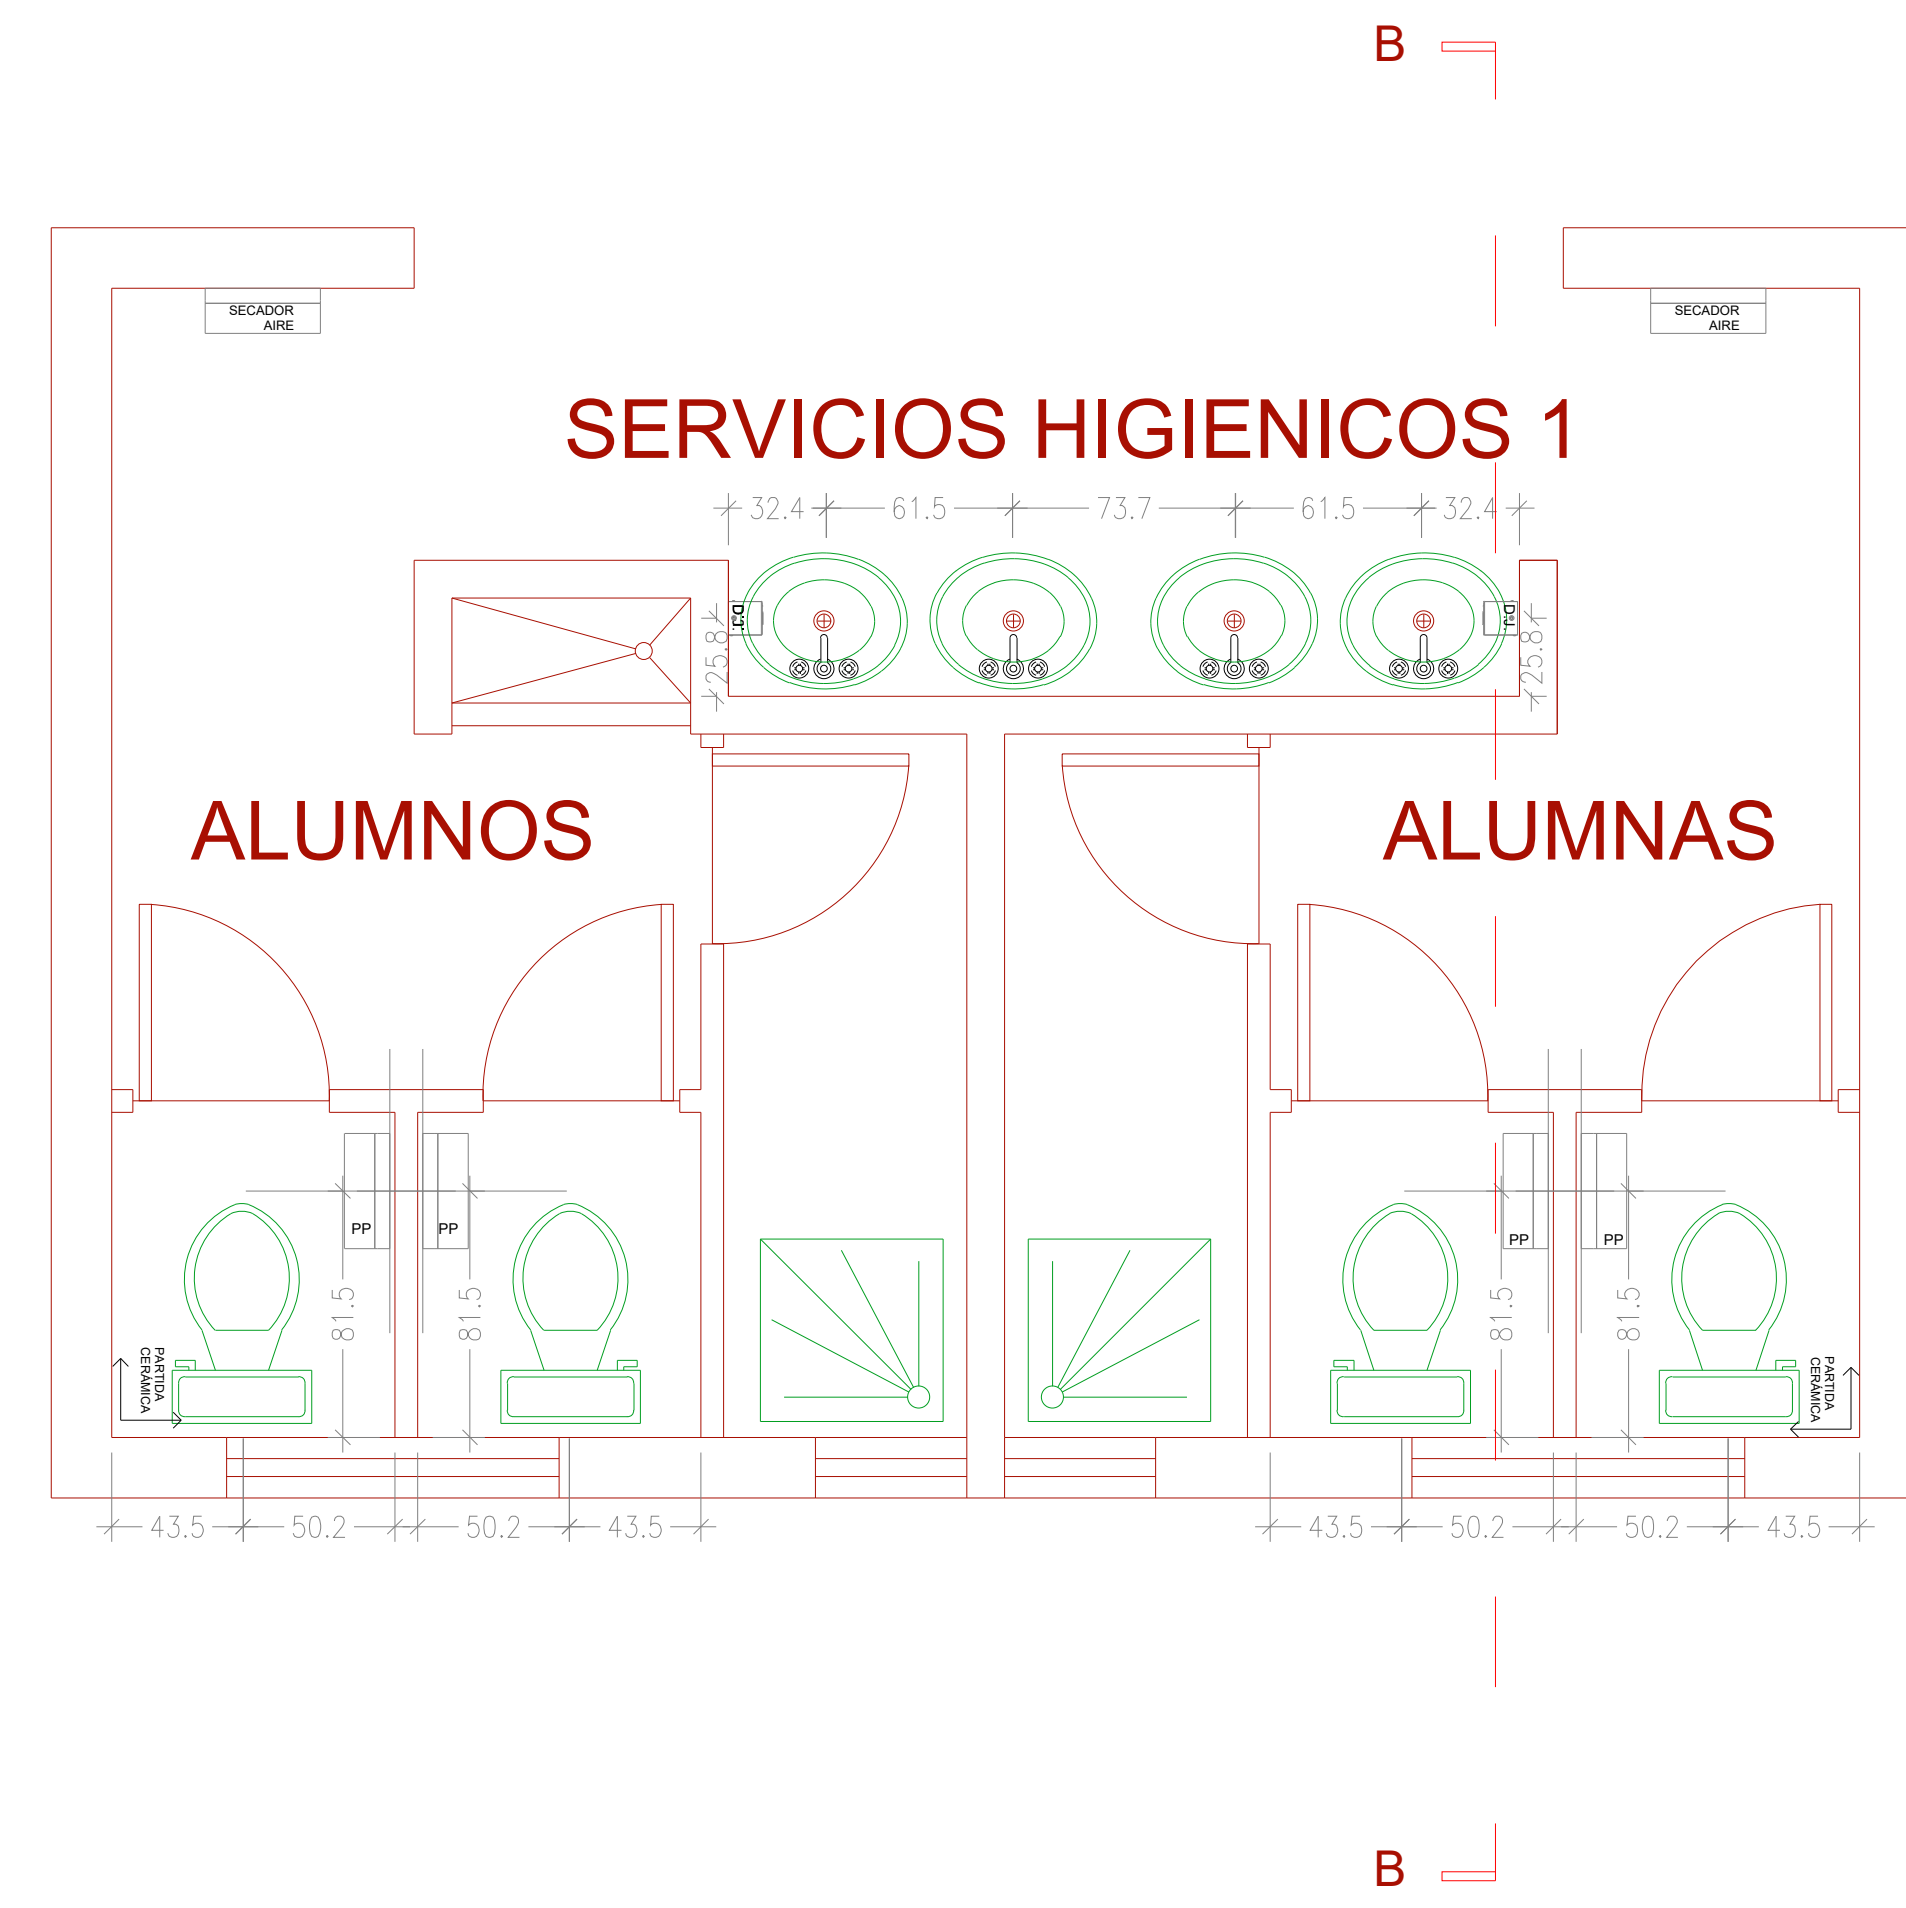 B
SECADOR
AIRE
SECADOR
AIRE
SERVICIOS HIGIENICOS 1
32.4 61.5 73.7 61.5 32.4
D.J.
25.8
D.J.
25.8
ALUMNOS
ALUMNAS
PP
PP
PP
PP
81.5
81.5
81.5
81.5
PARTIDA
CERÁMICA
PARTIDA
CERÁMICA
43.5 50.2 50.2 43.5
43.5 50.2 50.2 43.5
B